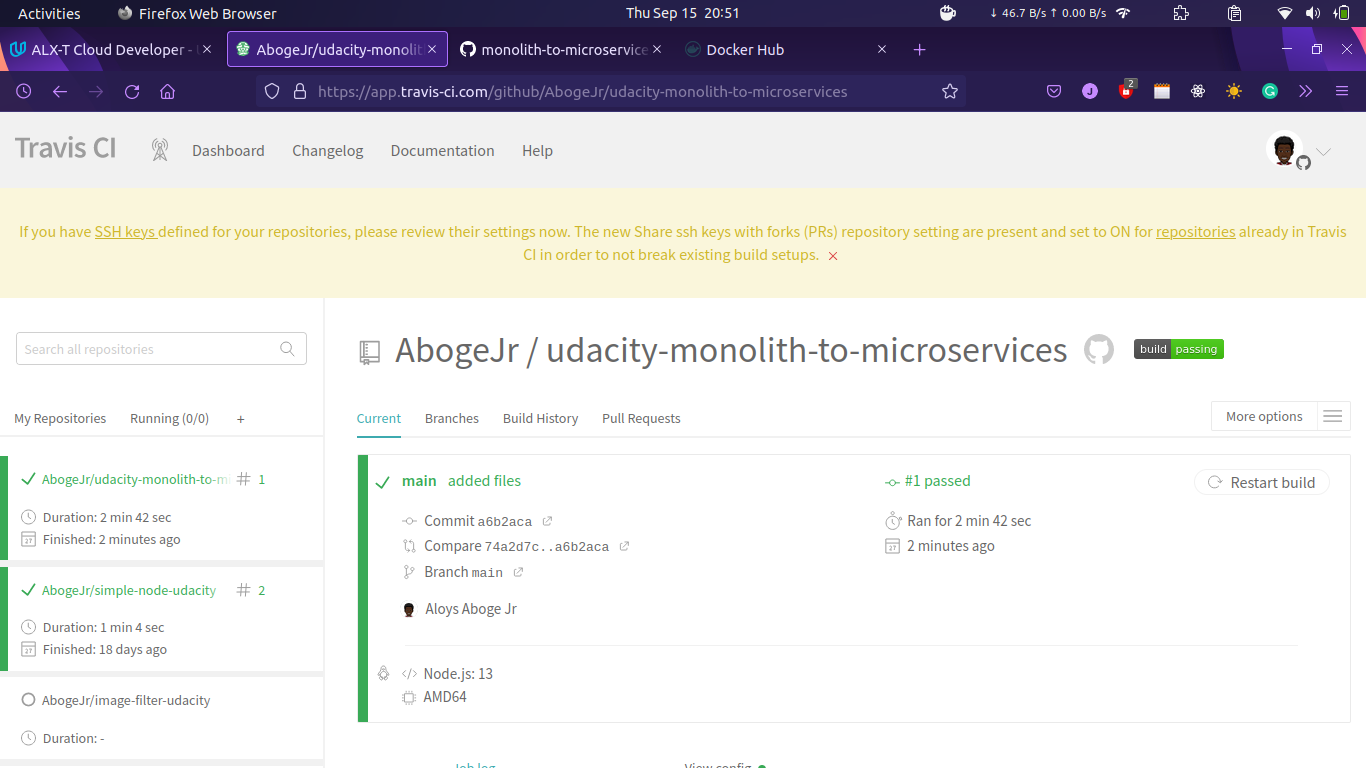 Activities Firefox Web Browser Thu Sep 15 20:51 ↓ 46.7 B/s ↑ 0.00 B/s
ALX-T Cloud Developer - AbogeJr/udacity-monolit monolith-to-microservice Docker Hub
https://app.travis-ci.com/github/AbogeJr/udacity-monolith-to-microservices J 2
Travis CI Dashboard Changelog Documentation Help
If you have SSH keys defined for your repositories, please review their settings now. The new Share ssh keys with forks (PRs) repository setting are present and set to ON for repositories already in Travis
CI in order to not break existing build setups.
Search all repositories
AbogeJr / udacity-monolith-to-microservices build passing
My Repositories Running (0/0) +
Current Branches Build History Pull Requests More options
AbogeJr/udacity-monolith-to-m # 1
Duration: 2 min 42 sec
Finished: 2 minutes ago
AbogeJr/simple-node-udacity # 2
Duration: 1 min 4 sec
Finished: 18 days ago
AbogeJr/image-filter-udacity
Duration: -
main added files #1 passed Restart build
Commit a6b2aca Ran for 2 min 42 sec
Compare 74a2d7c..a6b2aca 2 minutes ago
Branch main
Aloys Aboge Jr
Node.js: 13
AMD64
Job log View config